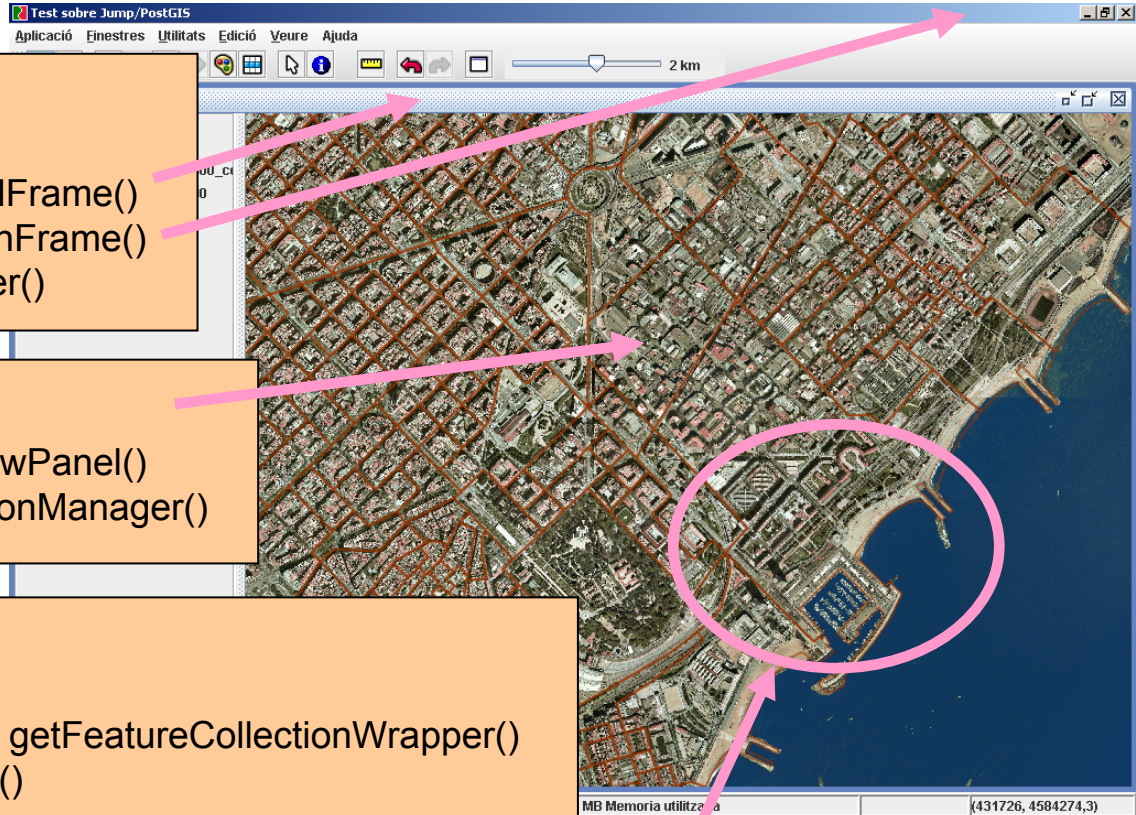 Test sobre Jump/PostGIS
Aplicació Finestres Utilitats Edició Veure Ajuda
2 km
lFrame()
nFrame()
er()
wPanel()
onManager()
getFeatureCollectionWrapper()
()
MB Memoria utilitzada
(431726, 4584274,3)